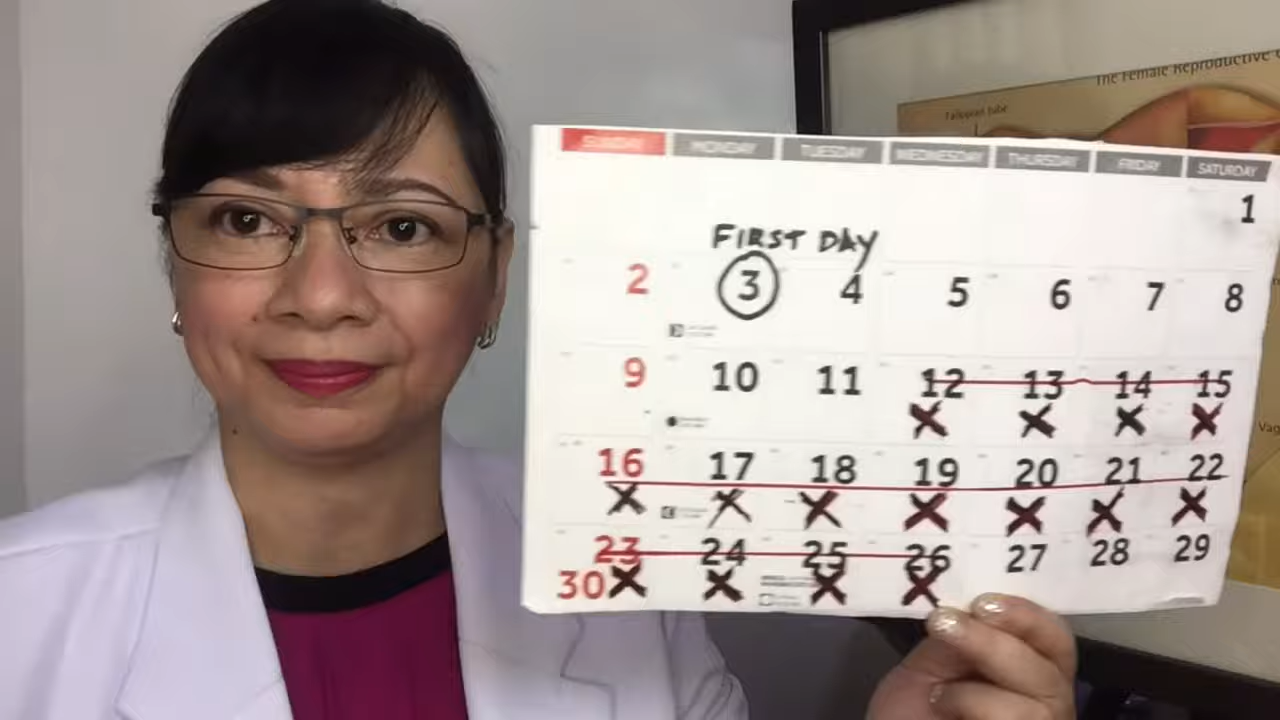 The Female Reproductive
Fallopian tube
SUNDAY MONDAY TUESDAY WEDNESDAY THURSDAY FRIDAY SATURDAY
1
FIRST DAY
2 3 4 5 6 7 8
9 10 11 12 13 14 15
16 17 18 19 20 21 22
23 24 25 26 27 28 29
30